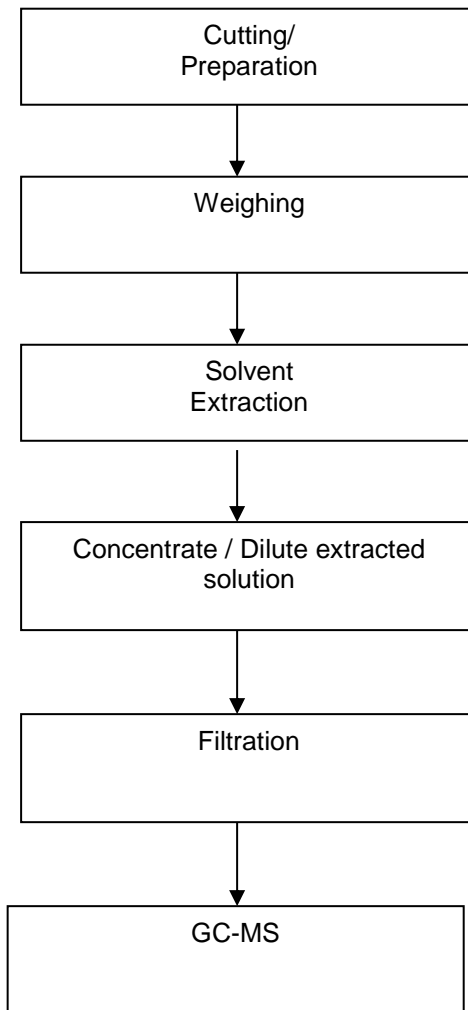 Cutting/
Preparation
Weighing
Solvent
Extraction
Concentrate / Dilute extracted
solution
Filtration
GC-MS